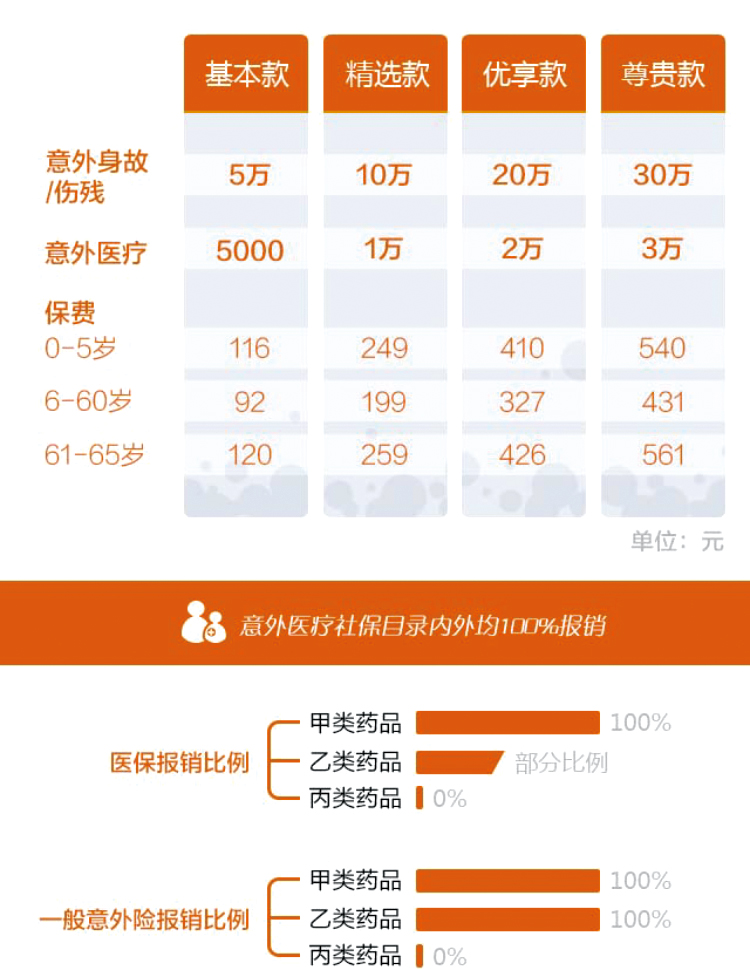 基本款 精选款 优享款 尊贵款
意外身故
/伤残 5万 10万 20万 30万
意外医疗 5000 1万 2万 3万
保费
0-5岁 116 249 410 540
6-60岁 92 199 327 431
61-65岁 120 259 426 561
单位：元
意外医疗社保目录内外均100%报销
医保报销比例
甲类药品 100%
乙类药品 部分比例
丙类药品 0%
一般意外险报销比例
甲类药品 100%
乙类药品 100%
丙类药品 0%